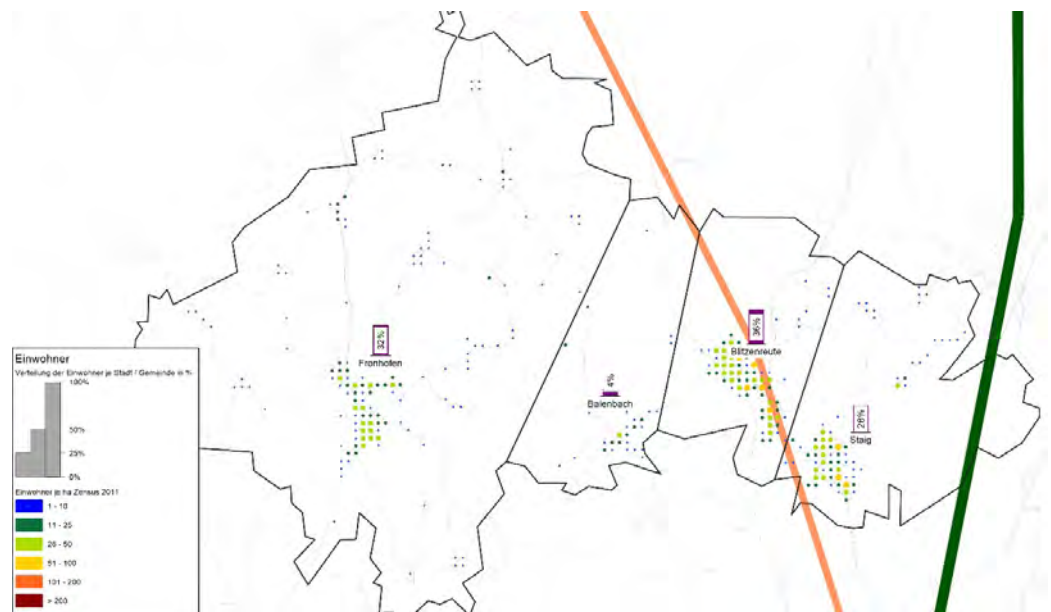 36%
Blitzenreute
32%
Fronhofen
4%
Baienbach
28%
Staig
Einwohner
Verteilung der Einwohner je Stadt / Gemeinde in %
100%
50%
25%
0%
Einwohner je ha Zensus 2011
1 - 10
11 - 25
26 - 50
51 - 100
101 - 200
> 200